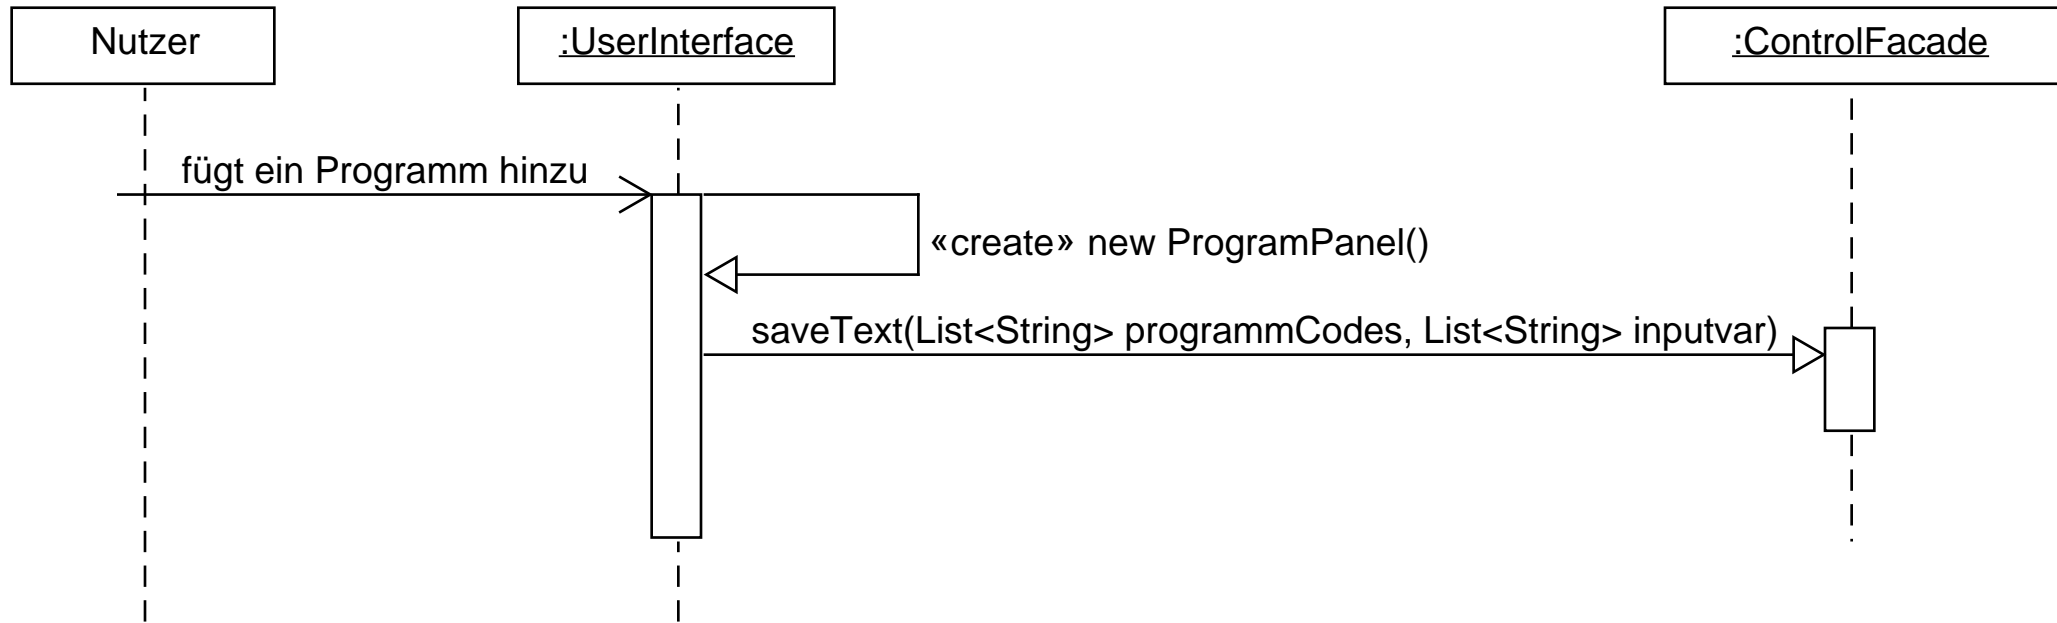 Nutzer
:UserInterface
:ControlFacade
fügt ein Programm hinzu
«create» new ProgramPanel()
saveText(List<String> programmCodes, List<String> inputvar)